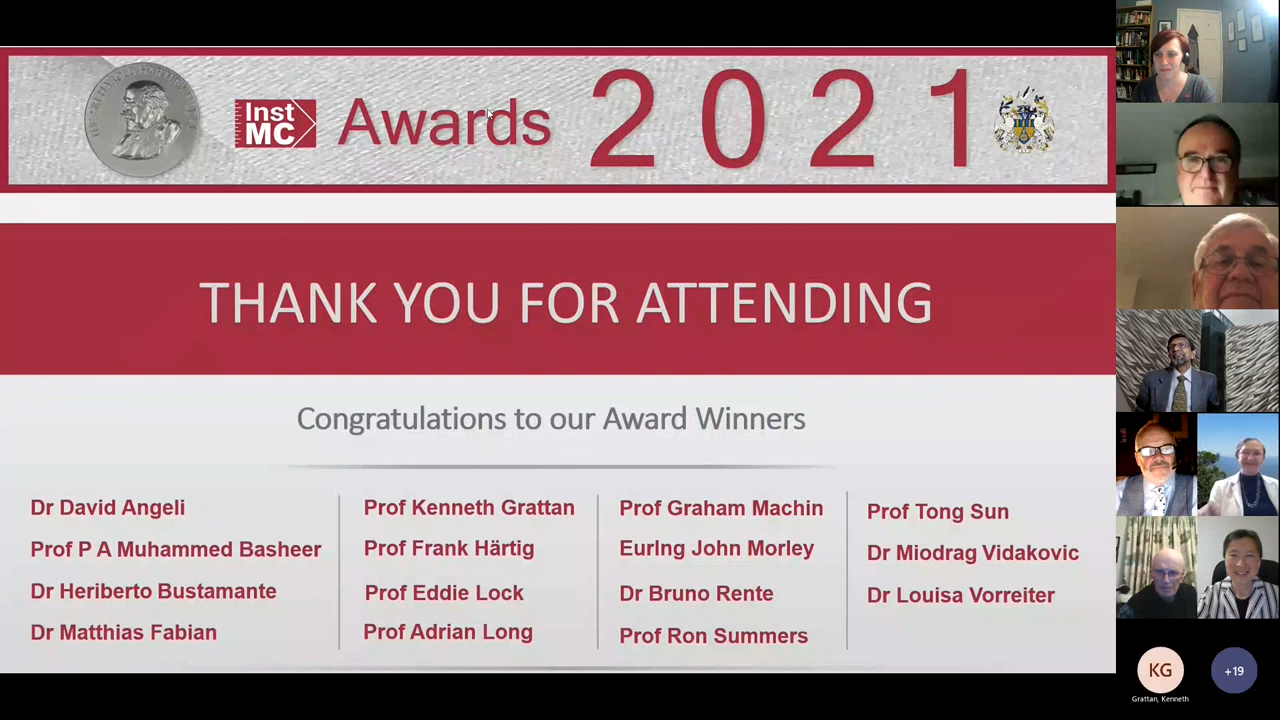 Inst
MC
Awards 2021
THANK YOU FOR ATTENDING
Congratulations to our Award Winners
Dr David Angeli
Prof P A Muhammed Basheer
Dr Heriberto Bustamante
Dr Matthias Fabian
Prof Kenneth Grattan
Prof Frank Härtig
Prof Eddie Lock
Prof Adrian Long
Prof Graham Machin
EurIng John Morley
Dr Bruno Rente
Prof Ron Summers
Prof Tong Sun
Dr Miodrag Vidakovic
Dr Louisa Vorreiter
KG
+19
Grattan, Kenneth